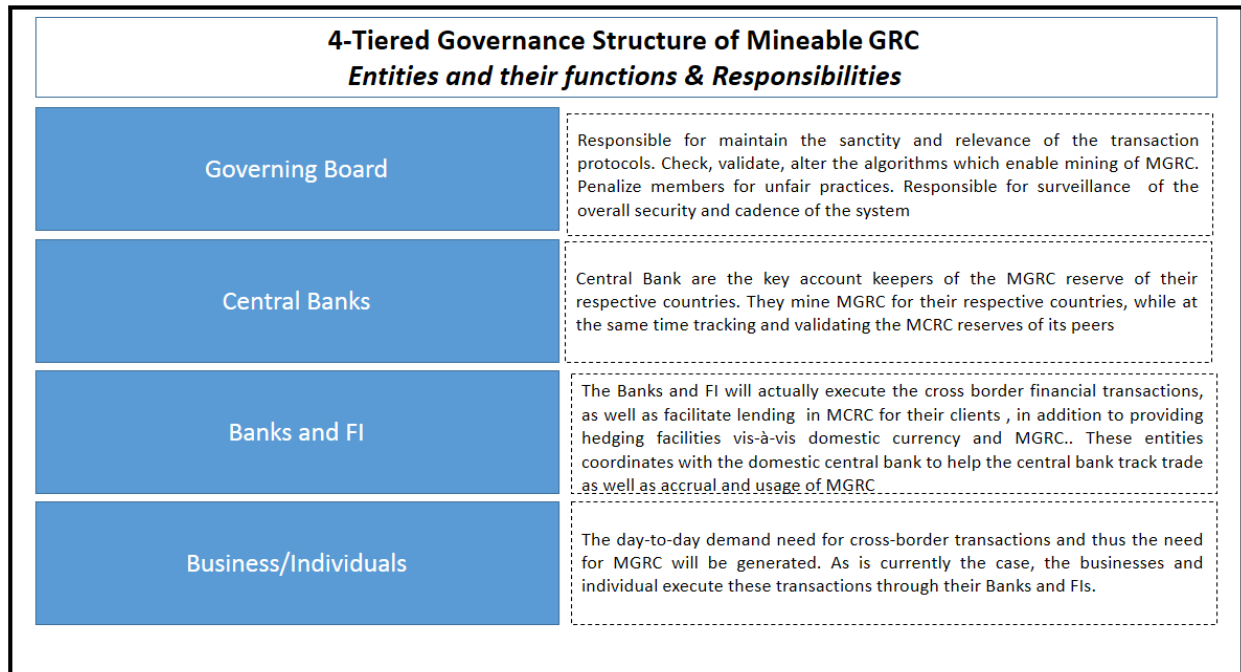 4-Tiered Governance Structure of Mineable GRC
Entities and their functions & Responsibilities
Governing Board
Responsible for maintain the sanctity and relevance of the transaction
protocols. Check, validate, alter the algorithms which enable mining of MGRC.
Penalize members for unfair practices. Responsible for surveillance of the
overall security and cadence of the system
Central Banks
Central Bank are the key account keepers of the MGRC reserve of their
respective countries. They mine MGRC for their respective countries, while at
the same time tracking and validating the MCRC reserves of its peers
Banks and FI
The Banks and FI will actually execute the cross border financial transactions,
as well as facilitate lending in MCRC for their clients , in addition to providing
hedging facilities vis-à-vis domestic currency and MGRC.. These entities
coordinates with the domestic central bank to help the central bank track trade
as well as accrual and usage of MGRC
Business/Individuals
The day-to-day demand need for cross-border transactions and thus the need
for MGRC will be generated. As is currently the case, the businesses and
individual execute these transactions through their Banks and FIs.